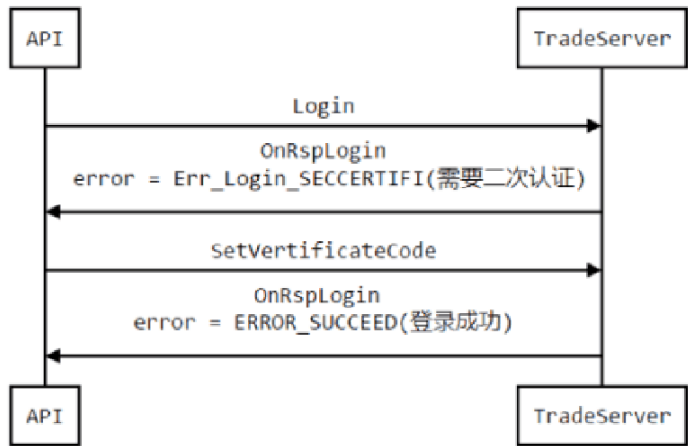 API
TradeServer
Login
OnRspLogin
error = Err_Login_SECCERTIFI(需要二次认证)
SetVertificateCode
OnRspLogin
error = ERROR_SUCCEED(登录成功)
API
TradeServer